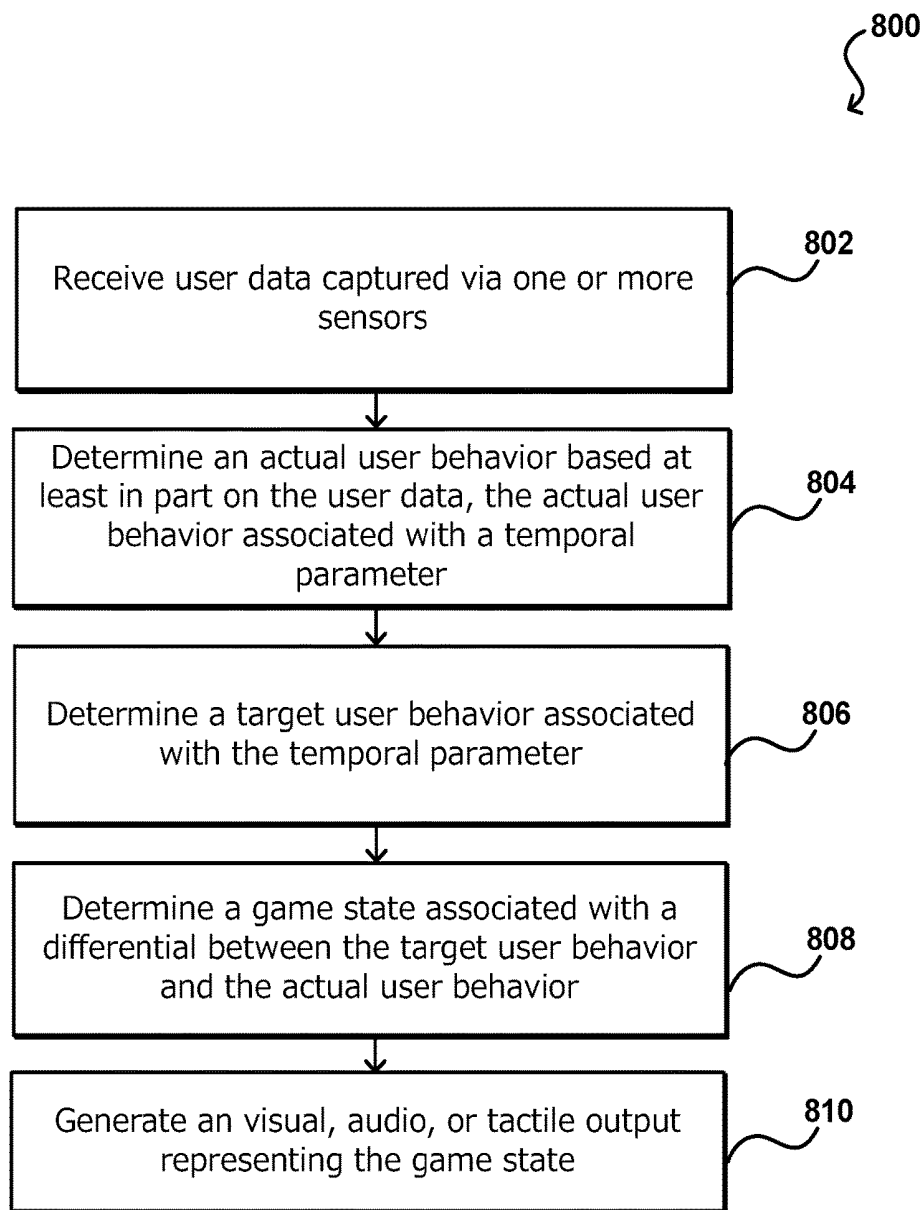 800
Receive user data captured via one or more
sensors
802
Determine an actual user behavior based at
least in part on the user data, the actual user
behavior associated with a temporal
parameter
804
Determine a target user behavior associated
with the temporal parameter
806
Determine a game state associated with a
differential between the target user behavior
and the actual user behavior
808
Generate an visual, audio, or tactile output
representing the game state
810